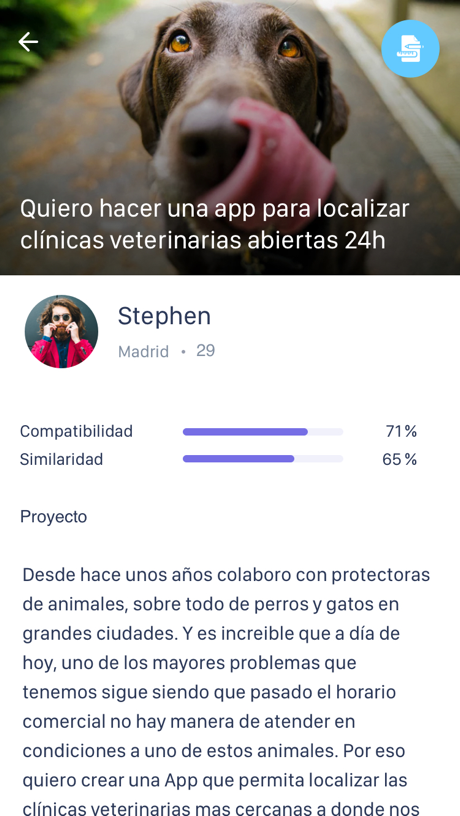 Quiero hacer una app para localizar
clínicas veterinarias abiertas 24h
Stephen
Madrid • 29
Compatibilidad 71%
Similaridad 65%
Proyecto
Desde hace unos años colaboro con protectoras
de animales, sobre todo de perros y gatos en
grandes ciudades. Y es increible que a día de
hoy, uno de los mayores problemas que
tenemos sigue siendo que pasado el horario
comercial no hay manera de atender en
condiciones a uno de estos animales. Por eso
quiero crear una App que permita localizar las
clínicas veterinarias mas cercanas a donde nos